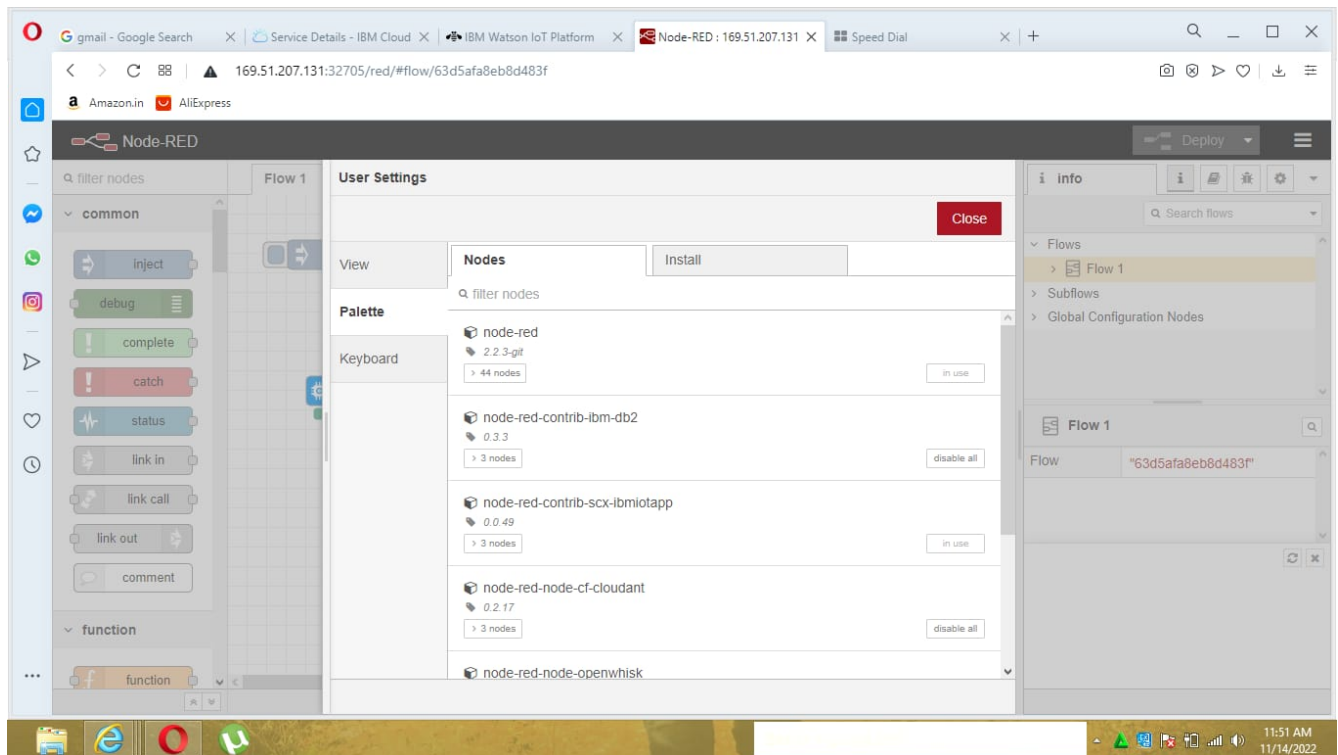 gmail - Google Search
Service Details - IBM Cloud
IBM Watson IoT Platform
Node-RED : 169.51.207.131
Speed Dial
169.51.207.131:32705/red/#flow/63d5afa8eb8d483f
Amazon.in
AliExpress
Node-RED
Deploy
filter nodes
Flow 1
User Settings
i info
Close
Search flows
common
inject
debug
complete
catch
status
link in
link call
link out
comment
function
function
View
Palette
Keyboard
Nodes
Install
filter nodes
node-red
2.2.3-git
> 44 nodes
in use
node-red-contrib-ibm-db2
0.3.3
> 3 nodes
disable all
node-red-contrib-scx-ibmiotapp
0.0.49
> 3 nodes
in use
node-red-node-cf-cloudant
0.2.17
> 3 nodes
disable all
node-red-node-openwhisk
Flows
Flow 1
Subflows
Global Configuration Nodes
Flow 1
Flow "63d5afa8eb8d483f"
11:51 AM
11/14/2022